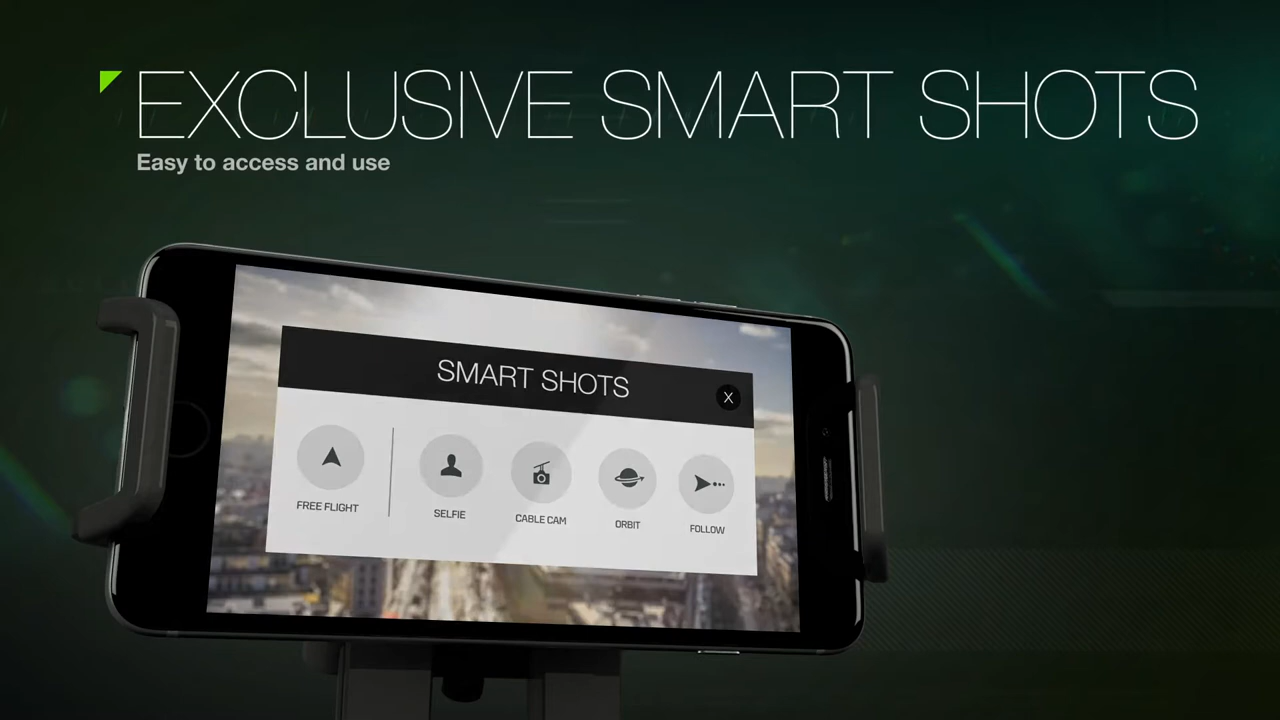 EXCLUSIVE SMART SHOTS
Easy to access and use
SMART SHOTS
X
FREE FLIGHT
SELFIE
CABLE CAM
ORBIT
FOLLOW